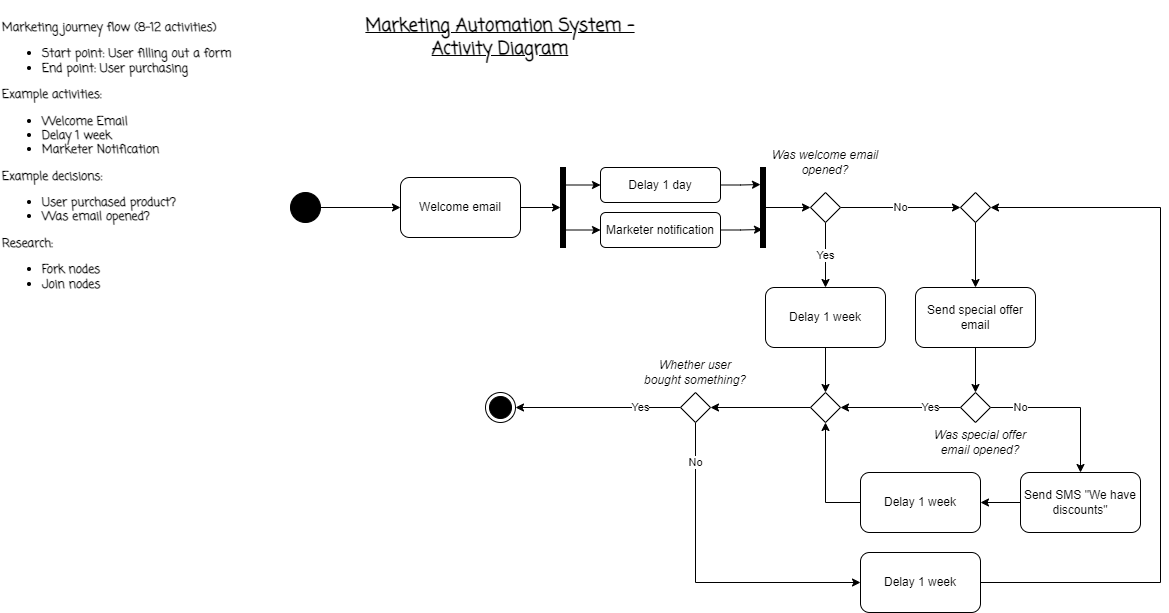 Marketing journey flow (8-12 activities)
Start point: User filling out a form
End point: User purchasing
Example activities:
Welcome Email
Delay 1 week
Marketer Notification
Example decisions:
User purchased product?
Was email opened?
Research:
Fork nodes
Join nodes
Marketing Automation System -
Activity Diagram
Welcome email
Delay 1 day
Marketer notification
Was welcome email
opened?
No
Yes
Delay 1 week
Send special offer
email
Whether user
bought something?
Yes
Yes
No
Was special offer
email opened?
No
Delay 1 week
Send SMS "We have
discounts"
Delay 1 week